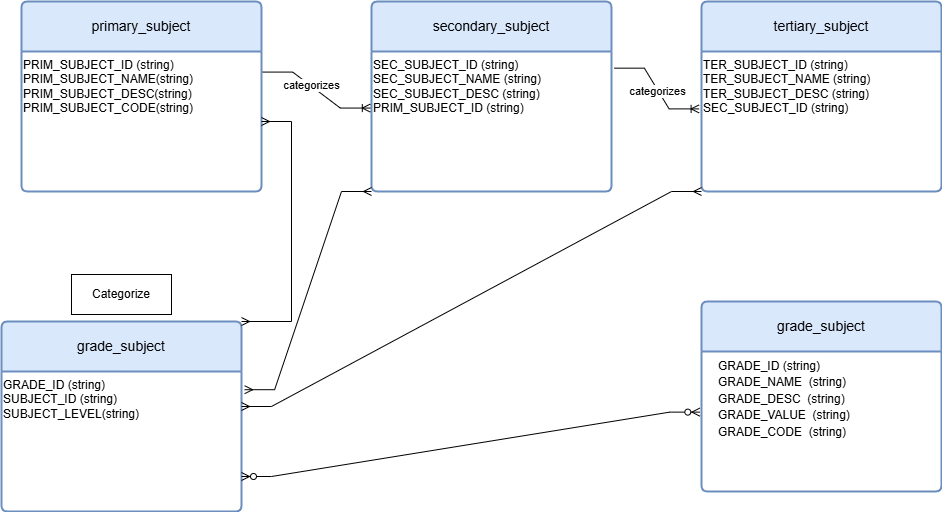 primary_subject
PRIM_SUBJECT_ID (string)
PRIM_SUBJECT_NAME(string)
PRIM_SUBJECT_DESC(string)
PRIM_SUBJECT_CODE(string)
categorizes
secondary_subject
SEC_SUBJECT_ID (string)
SEC_SUBJECT_NAME (string)
SEC_SUBJECT_DESC (string)
PRIM_SUBJECT_ID (string)
categorizes
tertiary_subject
TER_SUBJECT_ID (string)
TER_SUBJECT_NAME (string)
TER_SUBJECT_DESC (string)
SEC_SUBJECT_ID (string)
Categorize
grade_subject
GRADE_ID (string)
SUBJECT_ID (string)
SUBJECT_LEVEL(string)
grade_subject
GRADE_ID (string)
GRADE_NAME (string)
GRADE_DESC (string)
GRADE_VALUE (string)
GRADE_CODE (string)